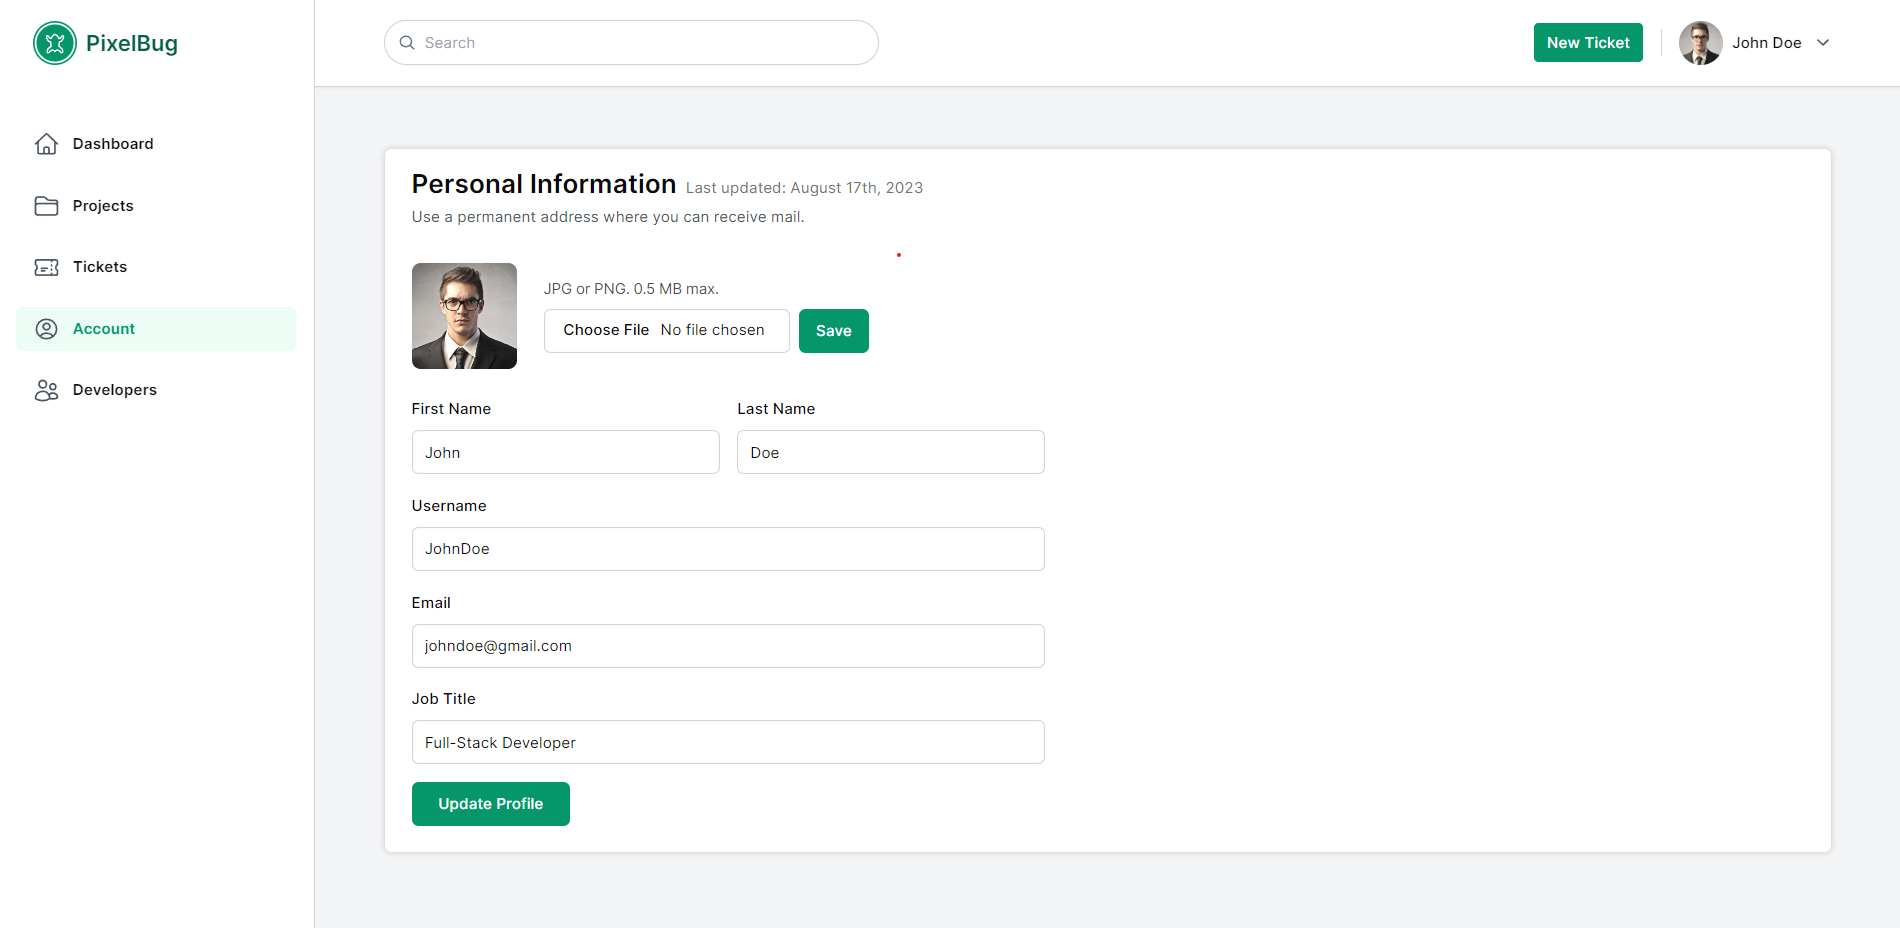 PixelBug
Search
New Ticket
John Doe
Dashboard
Projects
Tickets
Account
Developers
Personal Information Last updated: August 17th, 2023
Use a permanent address where you can receive mail.
JPG or PNG. 0.5 MB max.
Choose File No file chosen
Save
First Name
Last Name
John
Doe
Username
JohnDoe
Email
johndoe@gmail.com
Job Title
Full-Stack Developer
Update Profile